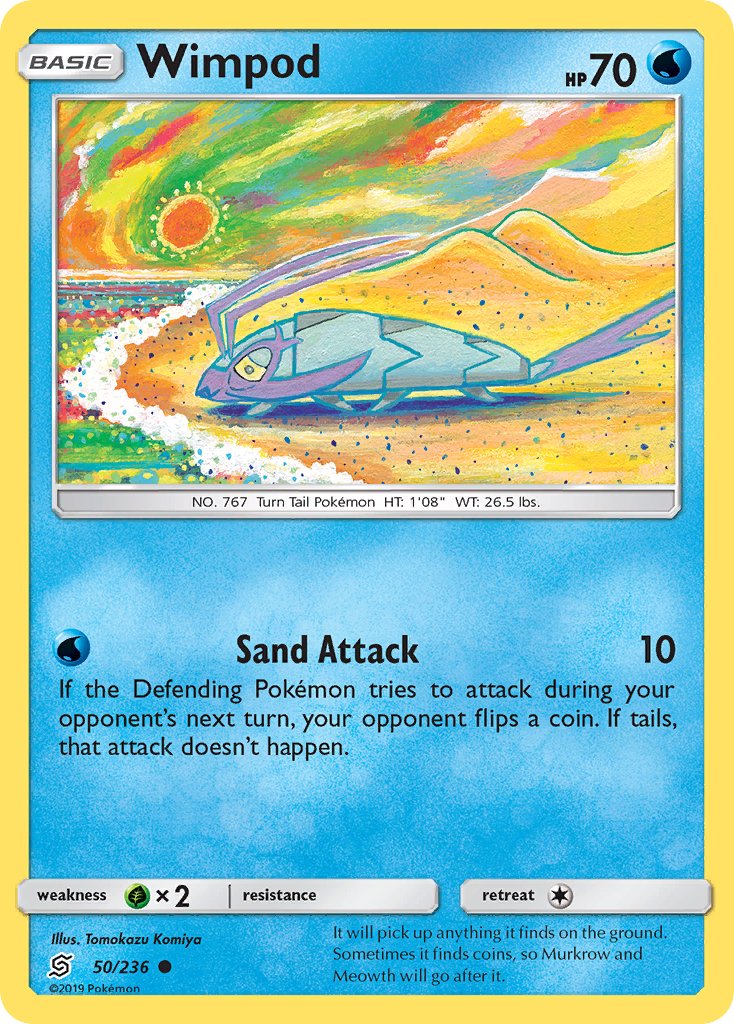 BASIC Wimpod HP 70
NO. 767 Turn Tail Pokémon HT: 1'08" WT: 26.5 lbs.
Sand Attack 10
If the Defending Pokémon tries to attack during your
opponent's next turn, your opponent flips a coin. If tails,
that attack doesn't happen.
weakness × 2 resistance retreat
Illus. Tomokazu Komiya
50/236
©2019 Pokémon
It will pick up anything it finds on the ground.
Sometimes it finds coins, so Murkrow and
Meowth will go after it.